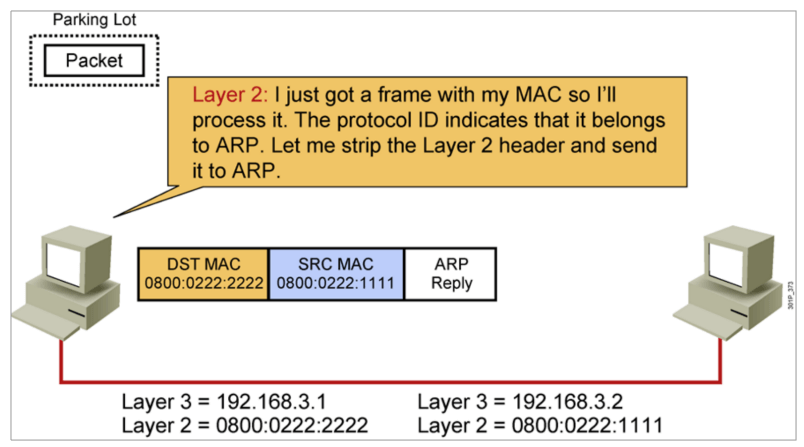 Parking Lot
Packet
Layer 2: I just got a frame with my MAC so I'll
process it. The protocol ID indicates that it belongs
to ARP. Let me strip the Layer 2 header and send
it to ARP.
DST MAC
0800:0222:2222
SRC MAC
0800:0222:1111
ARP
Reply
301P_373
Layer 3 = 192.168.3.1
Layer 2 = 0800:0222:2222
Layer 3 = 192.168.3.2
Layer 2 = 0800:0222:1111